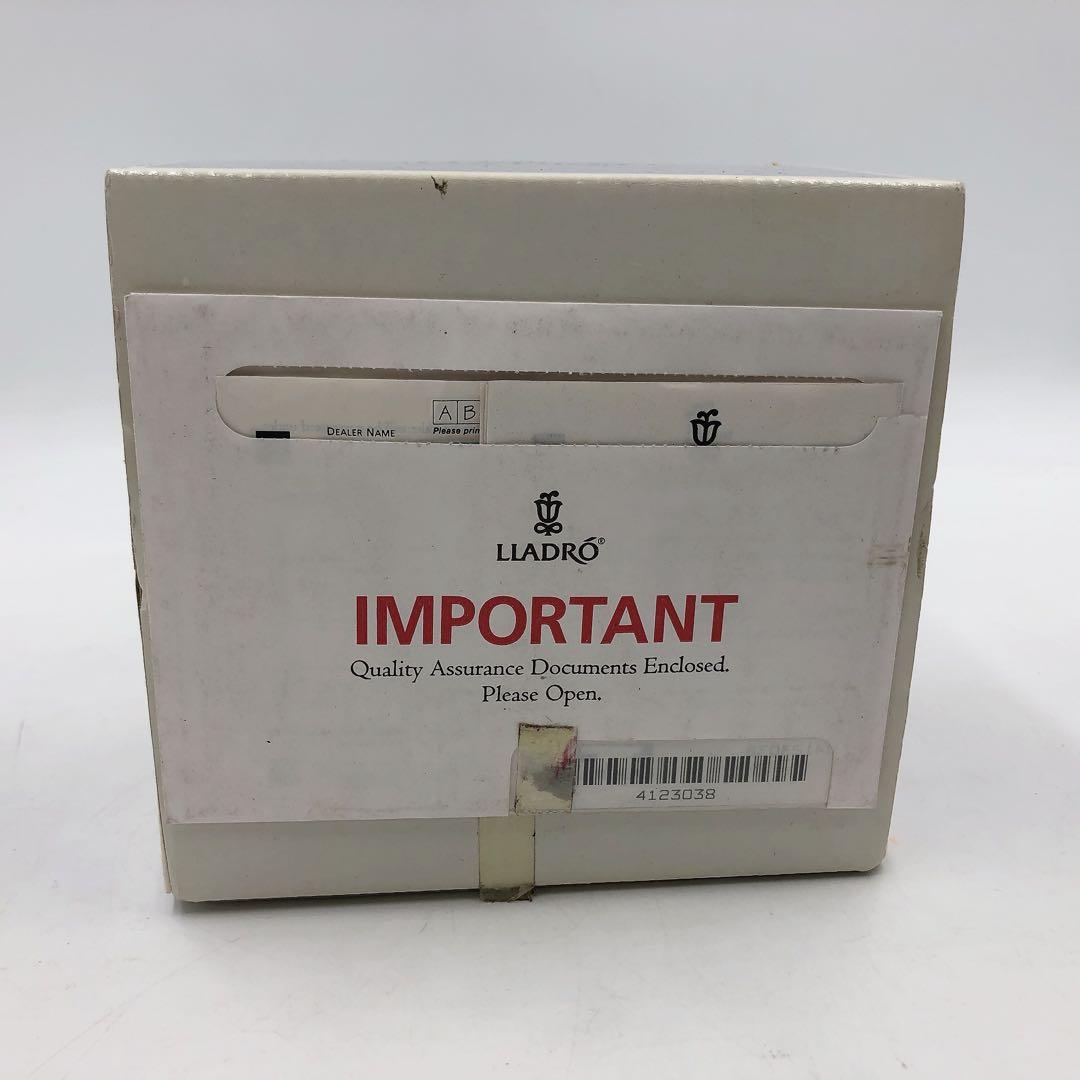 A B
DEALER NAME
Please prin
LLADRÓ®
IMPORTANT
Quality Assurance Documents Enclosed.
Please Open.
4123038